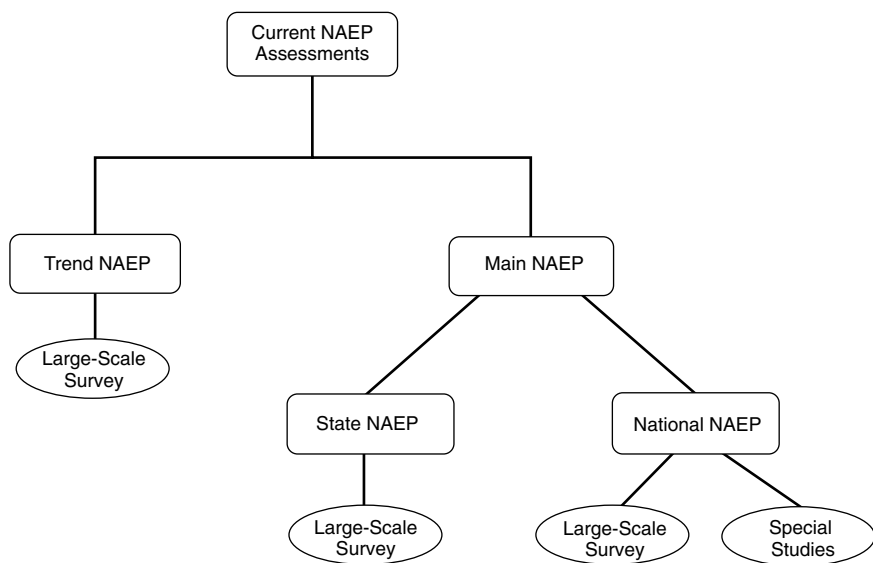 Current NAEP
Assessments
Trend NAEP
Main NAEP
Large-Scale
Survey
State NAEP
National NAEP
Large-Scale
Survey
Large-Scale
Survey
Special
Studies